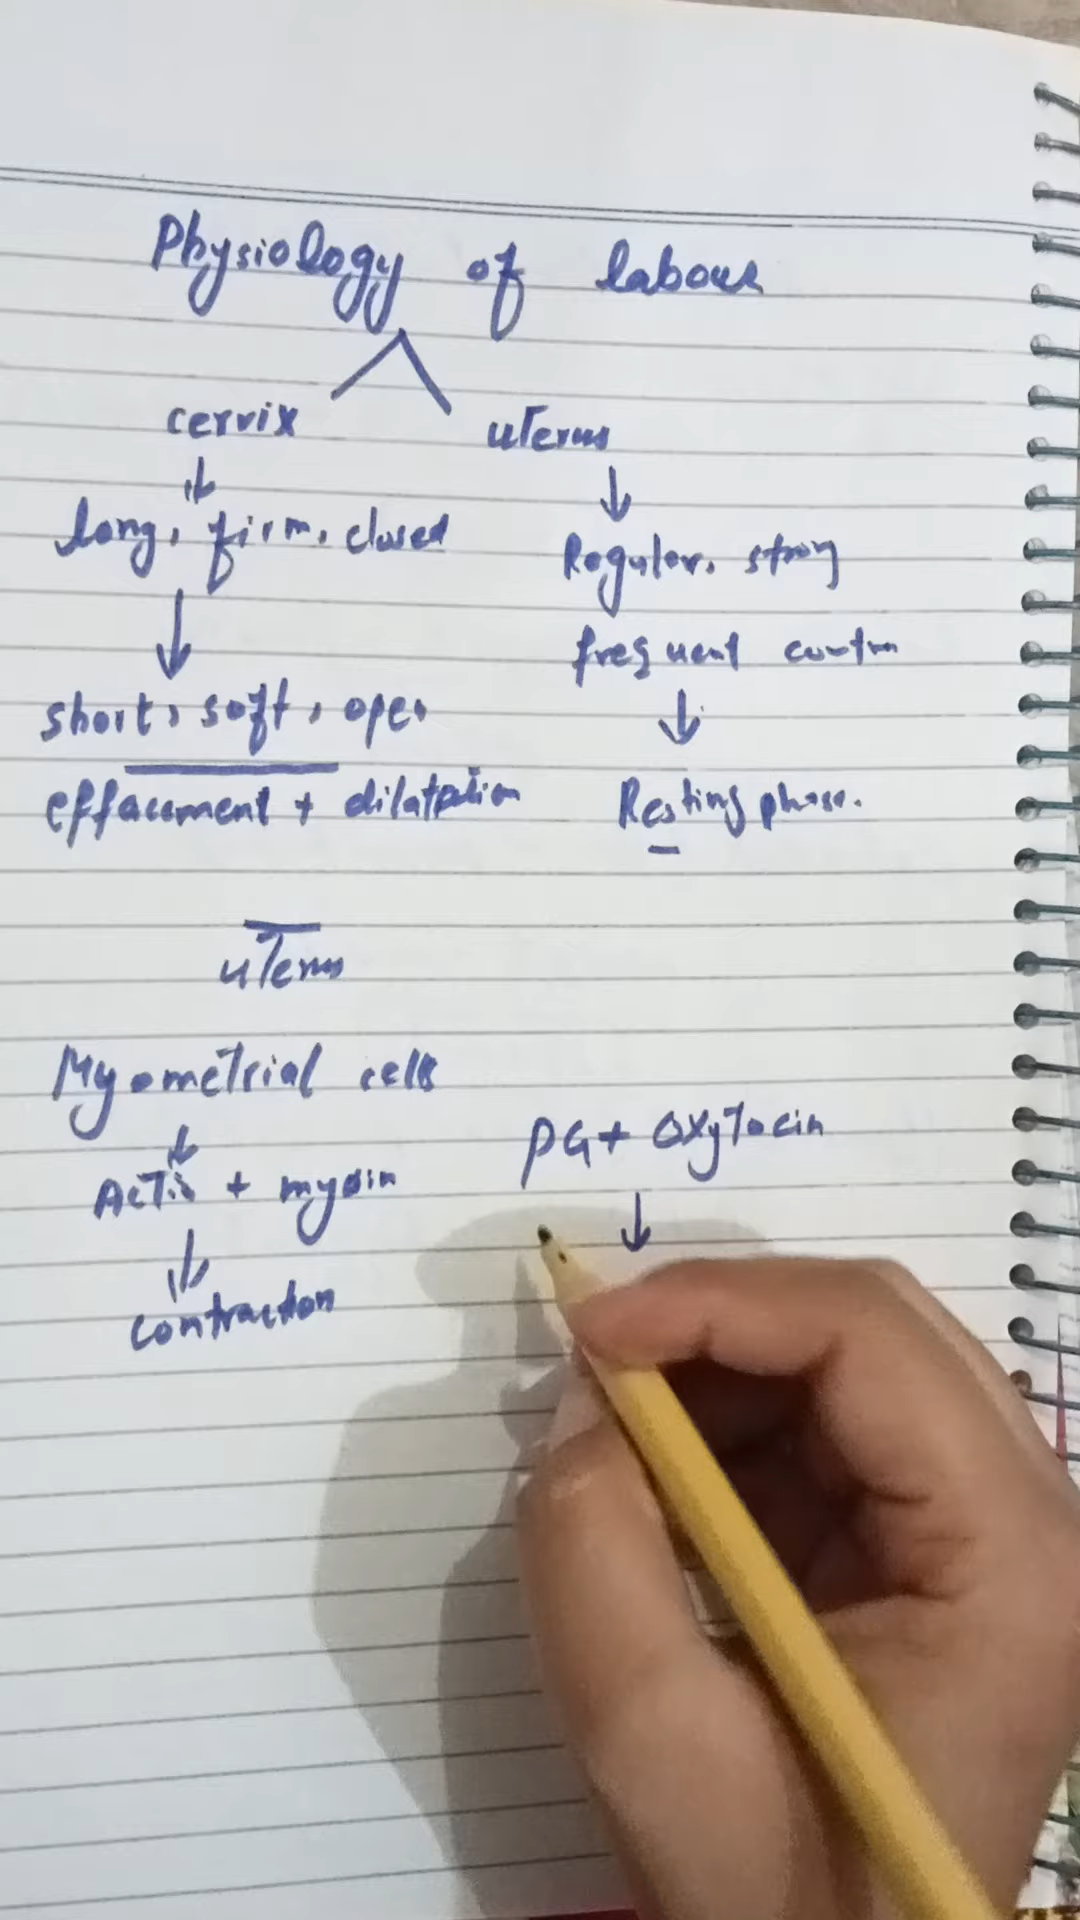 Physiology of labour
cervix
uterus
long, firm, closed
Regular, strong
frequent contrn
short, soft, open
effacement + dilatation
Resting phase.
uterus
Myometrial cells
PG + Oxytocin
Actin + myosin
contraction